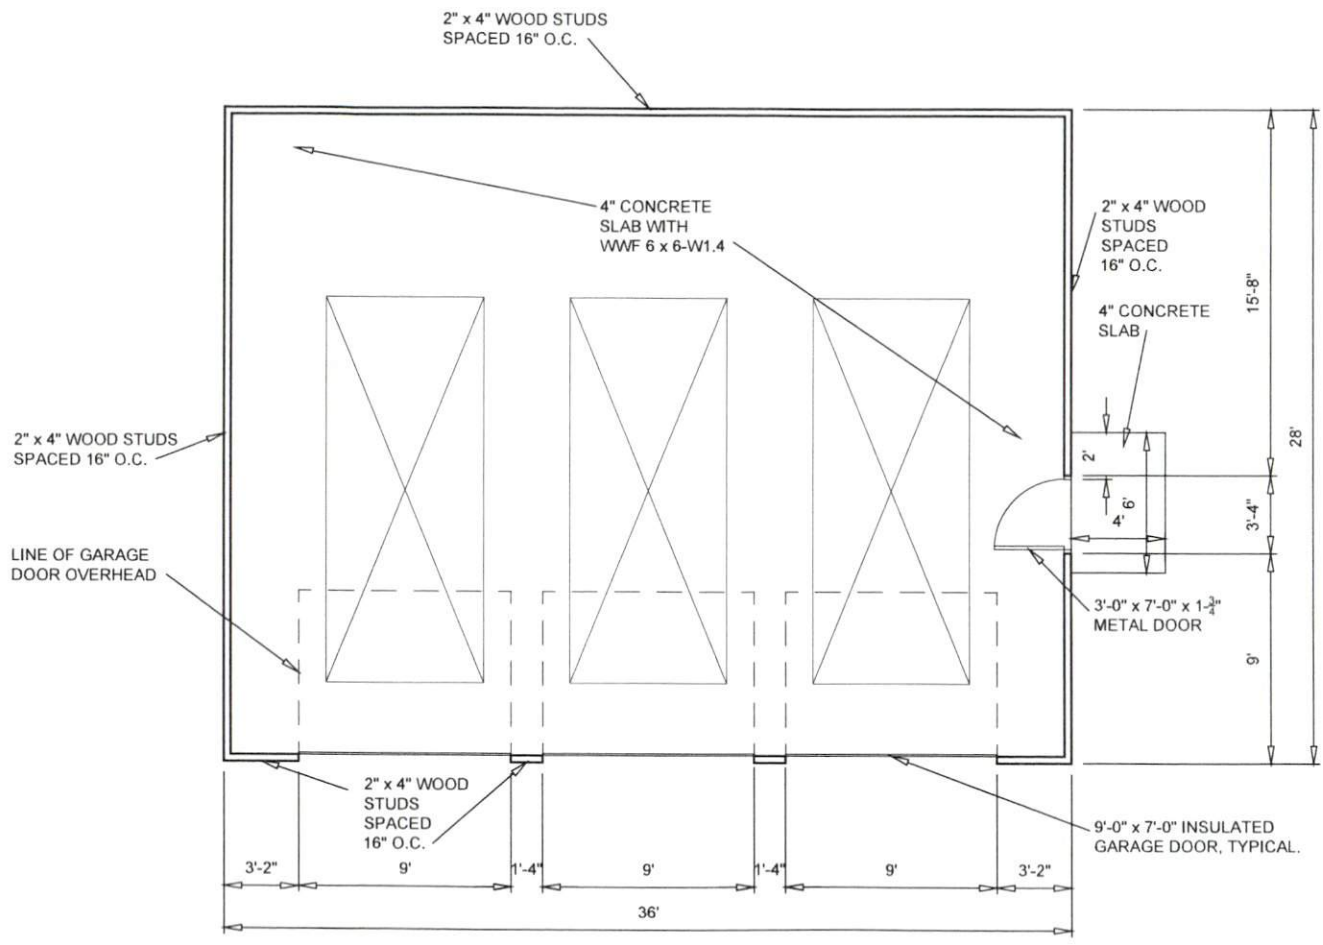 2" x 4" WOOD STUDS
SPACED 16" O.C.
4" CONCRETE
SLAB WITH
WWF 6 x 6-W1.4
2" x 4" WOOD
STUDS
SPACED
16" O.C.
15'-8"
4" CONCRETE
SLAB
28'
2" x 4" WOOD STUDS
SPACED 16" O.C.
2'
6'
4'
3'-4"
LINE OF GARAGE
DOOR OVERHEAD
3'-0" x 7'-0" x 1-3/4"
METAL DOOR
9'
2" x 4" WOOD
STUDS
SPACED
16" O.C.
9'-0" x 7'-0" INSULATED
GARAGE DOOR, TYPICAL.
3'-2"
9'
1'-4"
9'
1'-4"
9'
3'-2"
36'